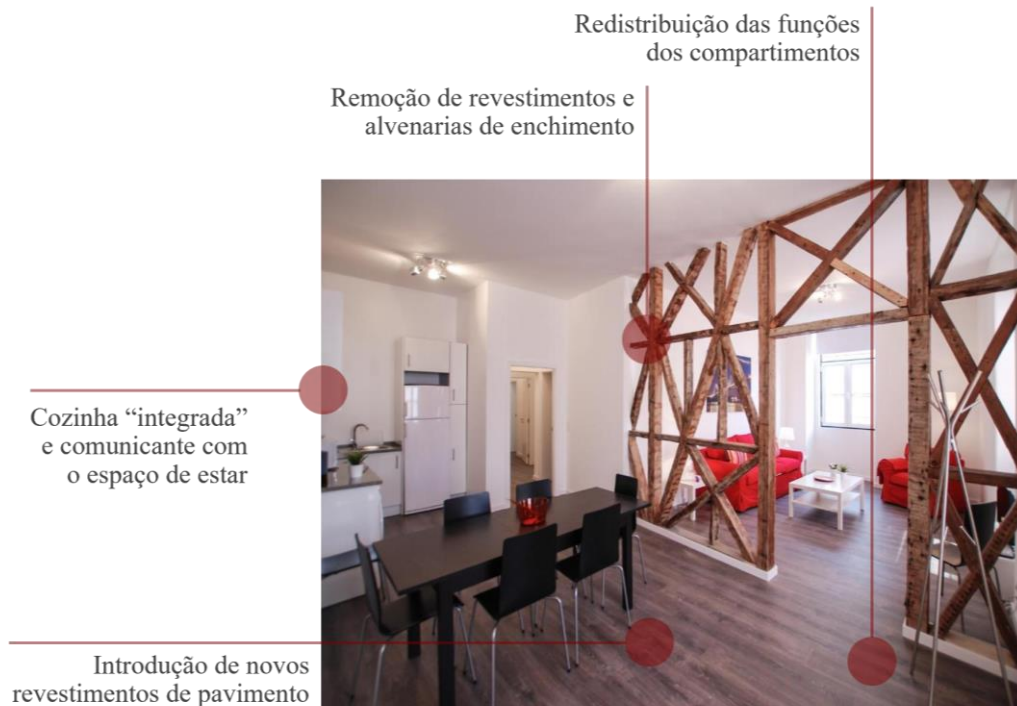 Redistribuição das funções
dos compartimentos
Remoção de revestimentos e
alvenarias de enchimento
Cozinha “integrada”
e comunicante com
o espaço de estar
Introdução de novos
revestimentos de pavimento